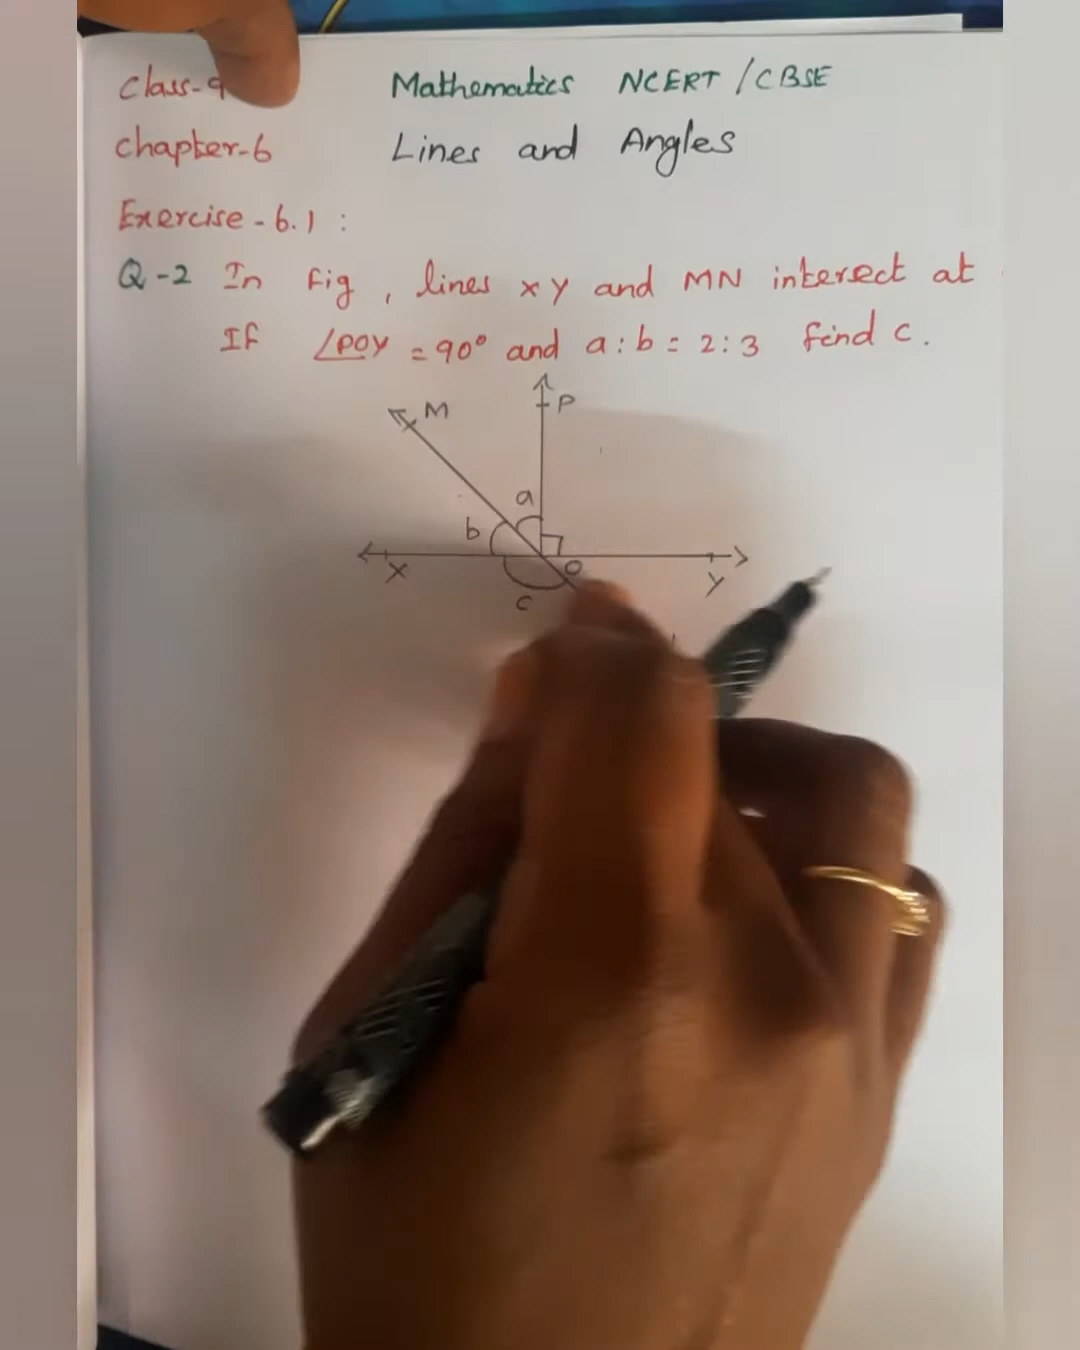 Class-9 Mathematics NCERT / CBSE
Chapter-6 Lines and Angles
Exercise-6.1 :
Q-2 In fig, lines xy and MN intersect at
If ∠POY = 90° and a:b = 2:3 find c.
M P
a
b
X O Y
c